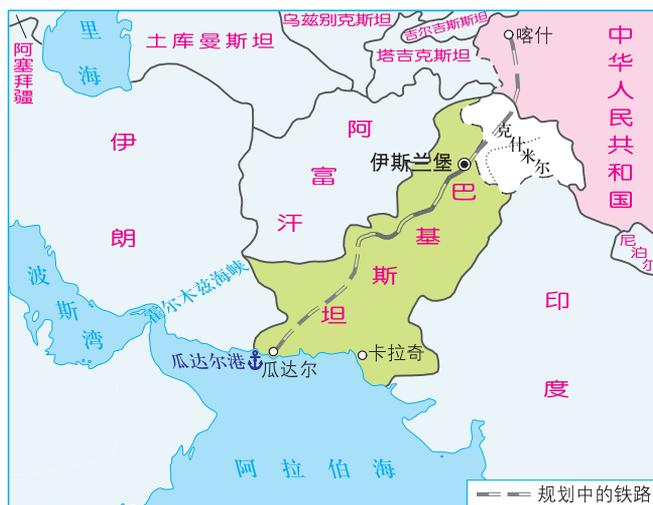 乌兹别克斯坦
吉尔吉斯斯坦
里海
土库曼斯坦
塔吉克斯坦
喀什
阿塞拜疆
中华人民共和国
伊朗
阿富汗
克什米尔
伊斯兰堡
巴基斯坦
尼泊尔
波斯湾
霍尔木兹海峡
印度
瓜达尔港
瓜达尔
卡拉奇
阿拉伯海
规划中的铁路